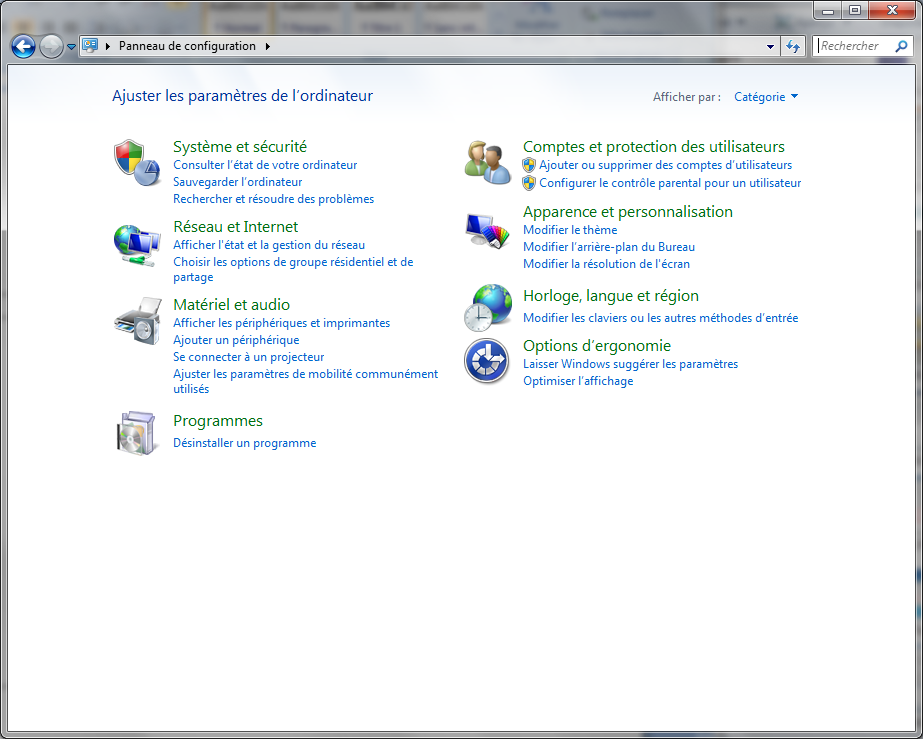 Panneau de configuration
Rechercher
Ajuster les paramètres de l'ordinateur
Afficher par :
Catégorie
Système et sécurité
Consulter l'état de votre ordinateur
Sauvegarder l'ordinateur
Rechercher et résoudre des problèmes
Réseau et Internet
Afficher l'état et la gestion du réseau
Choisir les options de groupe résidentiel et de
partage
Matériel et audio
Afficher les périphériques et imprimantes
Ajouter un périphérique
Se connecter à un projecteur
Ajuster les paramètres de mobilité communément
utilisés
Programmes
Désinstaller un programme
Comptes et protection des utilisateurs
Ajouter ou supprimer des comptes d'utilisateurs
Configurer le contrôle parental pour un utilisateur
Apparence et personnalisation
Modifier le thème
Modifier l'arrière-plan du Bureau
Modifier la résolution de l'écran
Horloge, langue et région
Modifier les claviers ou les autres méthodes d'entrée
Options d'ergonomie
Laisser Windows suggérer les paramètres
Optimiser l'affichage